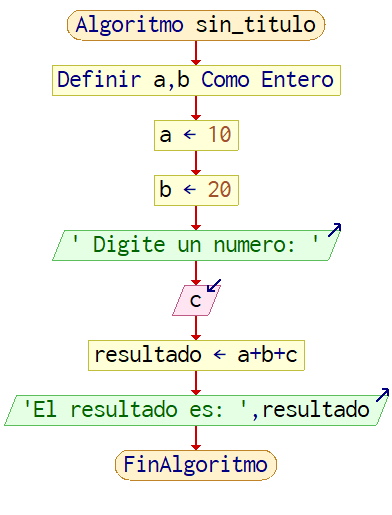 Algoritmo sin_titulo
Definir a,b Como Entero
a ← 10
b ← 20
' Digite un numero: '
c
resultado ← a+b+c
'El resultado es: ',resultado
FinAlgoritmo